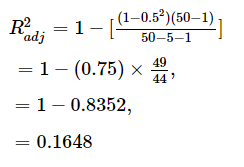 R²adj = 1 − [(1−0.5²)(50−1) / 50−5−1]
= 1 − (0.75) × 49/44,
= 1 − 0.8352,
= 0.1648